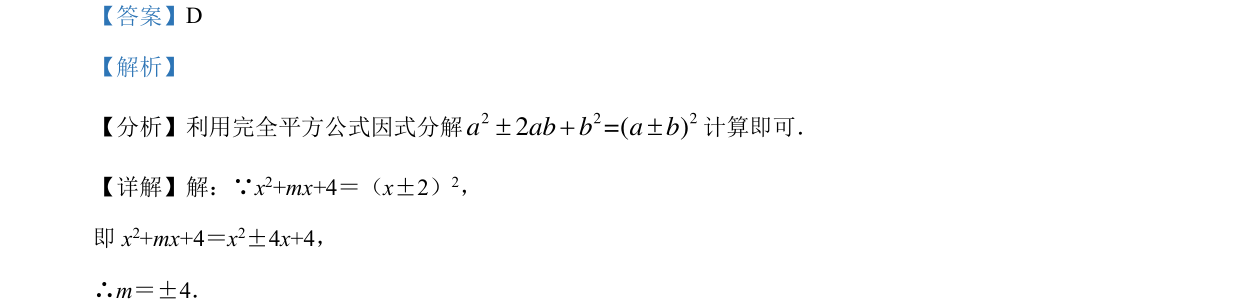 【答案】D
【解析】
【分析】利用完全平方公式因式分解a²±2ab+b²=(a±b)²计算即可．
【详解】解：∵x²+mx+4＝（x±2）²，
即 x²+mx+4＝x²±4x+4，
∴m＝±4．